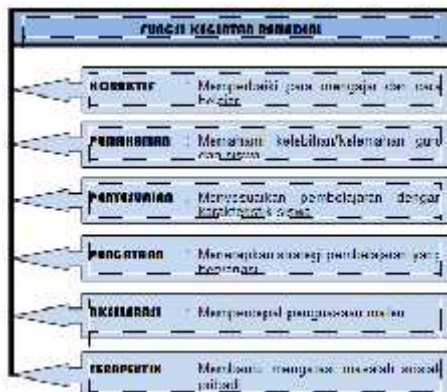 FUNGSI KEGIATAN REMEDIAL
KOREKTIF : Memperbaiki cara mengajar dan cara
belajar
PEMAHAMAN : Memahami kelebihan/kelemahan guru
dan siswa
PENYESUAIAN : Menyesuaikan pembelajaran dengan
karakteristik siswa
PENGAYAAN : Menerapkan strategi pembelajaran yang
bervariasi
AKSELERASI : Mempercepat penguasaan materi
TERAPEUTIK : Membantu mengatasi masalah sosial
pribadi